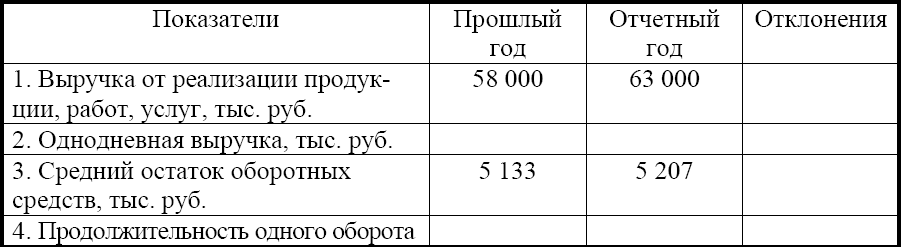 Показатели Прошлый год Отчетный год Отклонения
1. Выручка от реализации продук-
ции, работ, услуг, тыс. руб. 58 000 63 000
2. Однодневная выручка, тыс. руб.
3. Средний остаток оборотных
средств, тыс. руб. 5 133 5 207
4. Продолжительность одного оборота